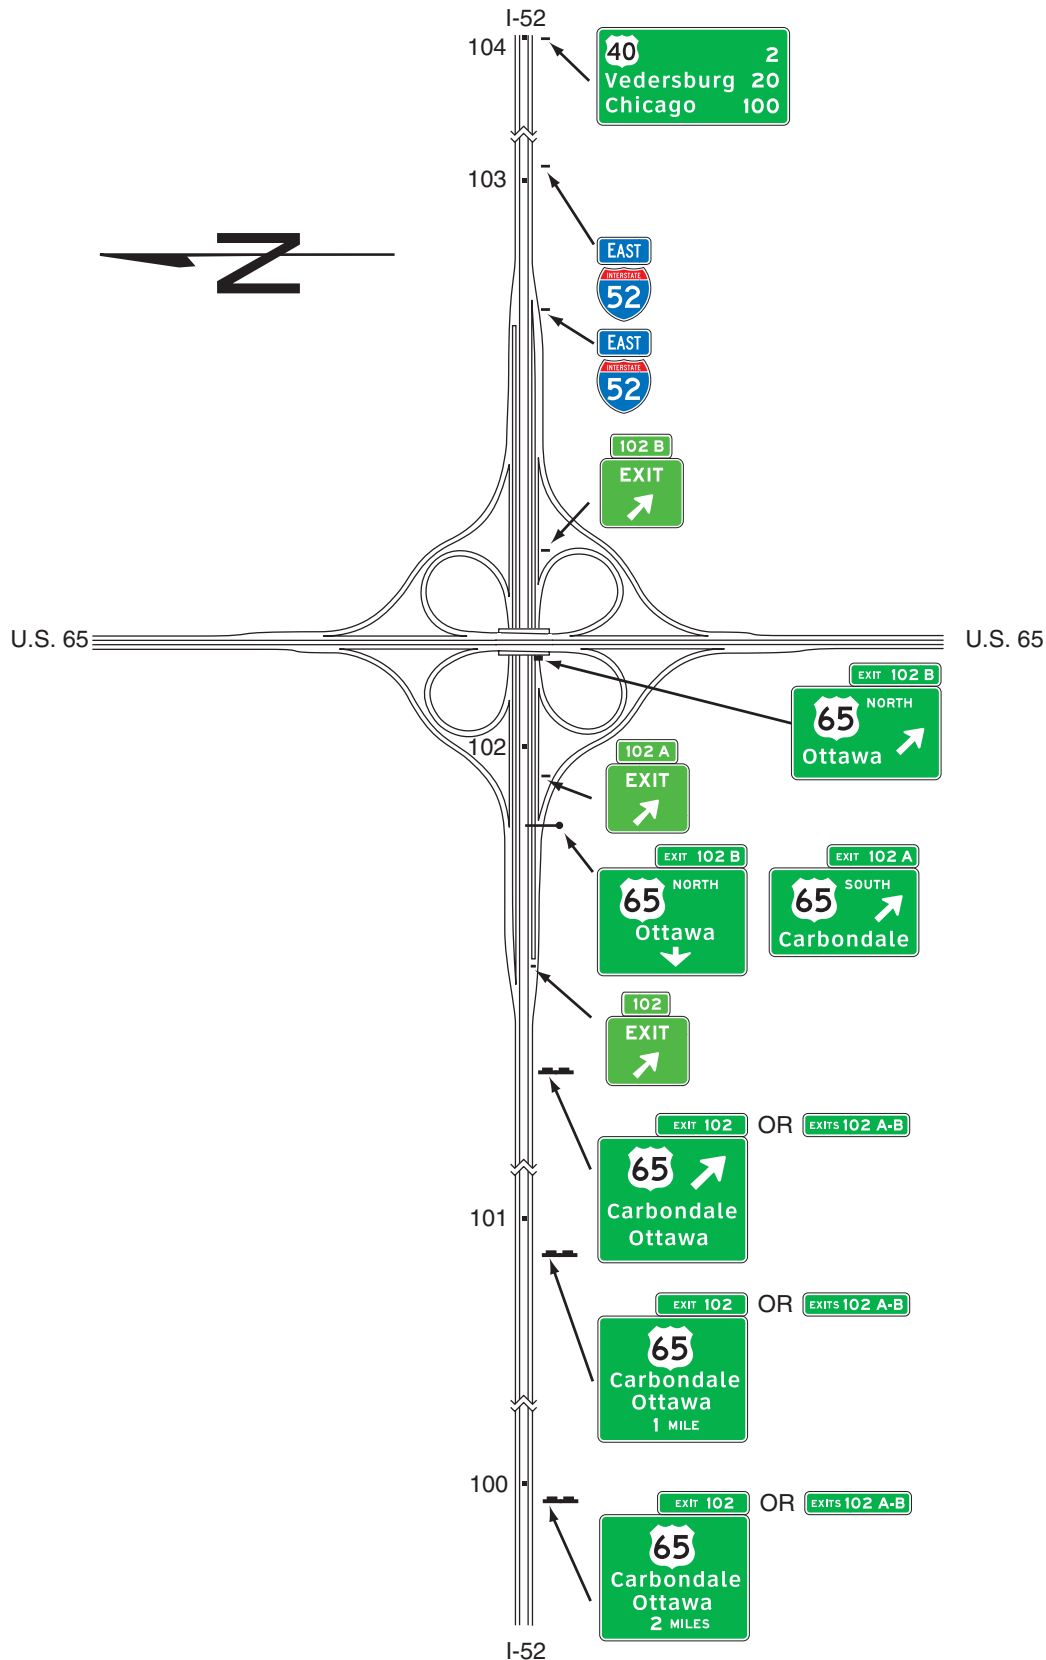 I-52
104
40 2
Vedersburg 20
Chicago 100
103
N
EAST
INTERSTATE
52
EAST
INTERSTATE
52
102 B
EXIT
U.S. 65
U.S. 65
EXIT 102 B
65 NORTH
Ottawa
102
102 A
EXIT
EXIT 102 B
65 NORTH
Ottawa
EXIT 102 A
65 SOUTH
Carbondale
102
EXIT
EXIT 102 OR EXITS 102 A-B
65
Carbondale
Ottawa
101
EXIT 102 OR EXITS 102 A-B
65
Carbondale
Ottawa
1 MILE
100
EXIT 102 OR EXITS 102 A-B
65
Carbondale
Ottawa
2 MILES
I-52